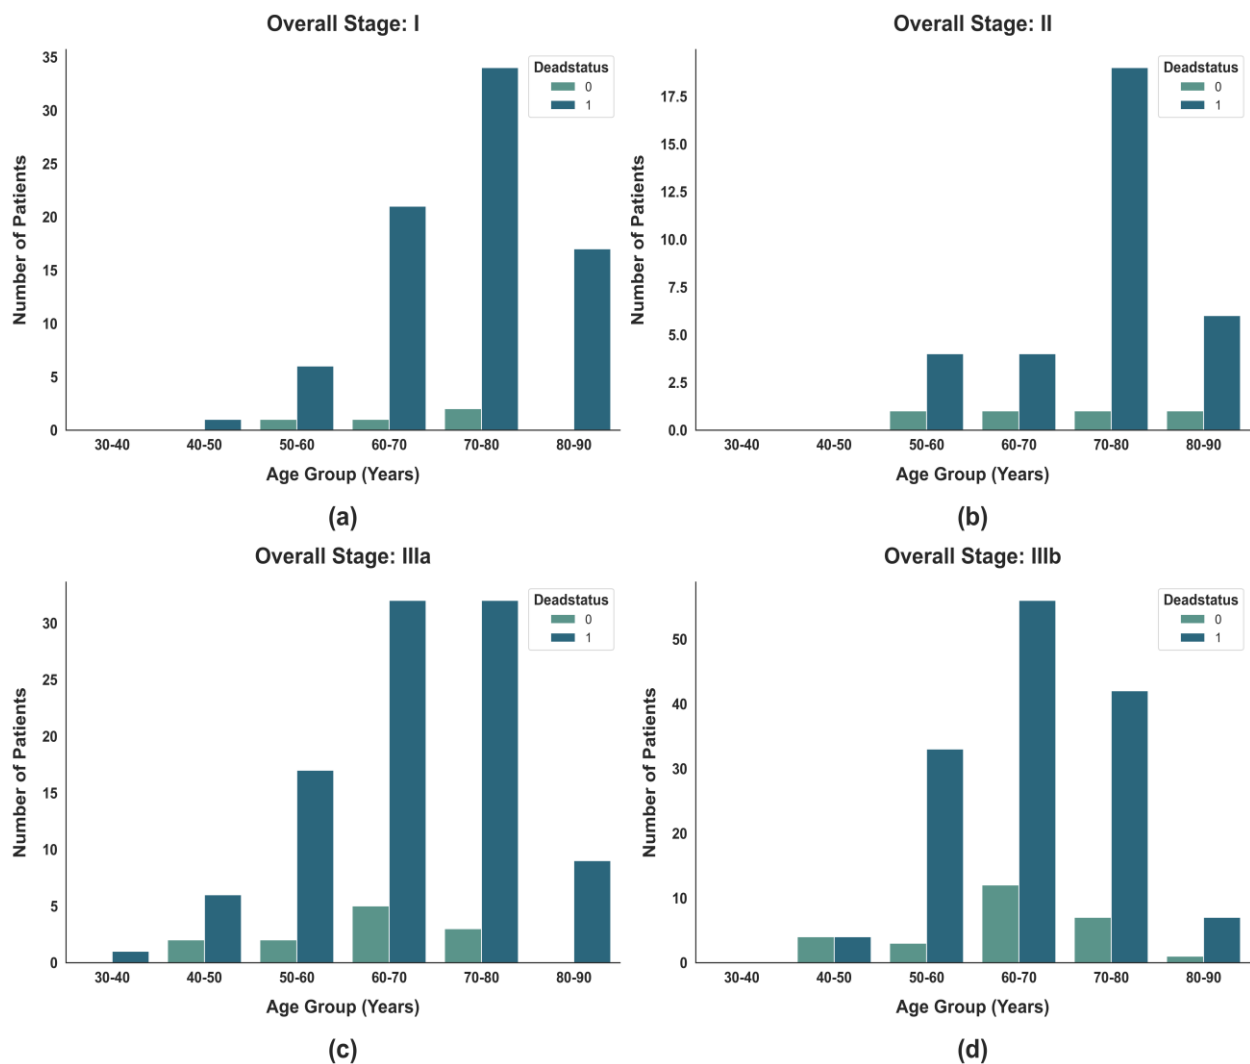 Overall Stage: I
Number of Patients
35
30
25
20
15
10
5
0
Deadstatus
0
1
30-40 40-50 50-60 60-70 70-80 80-90
Age Group (Years)
(a)
Overall Stage: II
Number of Patients
17.5
15.0
12.5
10.0
7.5
5.0
2.5
0.0
Deadstatus
0
1
30-40 40-50 50-60 60-70 70-80 80-90
Age Group (Years)
(b)
Overall Stage: IIIa
Number of Patients
30
25
20
15
10
5
0
Deadstatus
0
1
30-40 40-50 50-60 60-70 70-80 80-90
Age Group (Years)
(c)
Overall Stage: IIIb
Number of Patients
50
40
30
20
10
0
Deadstatus
0
1
30-40 40-50 50-60 60-70 70-80 80-90
Age Group (Years)
(d)